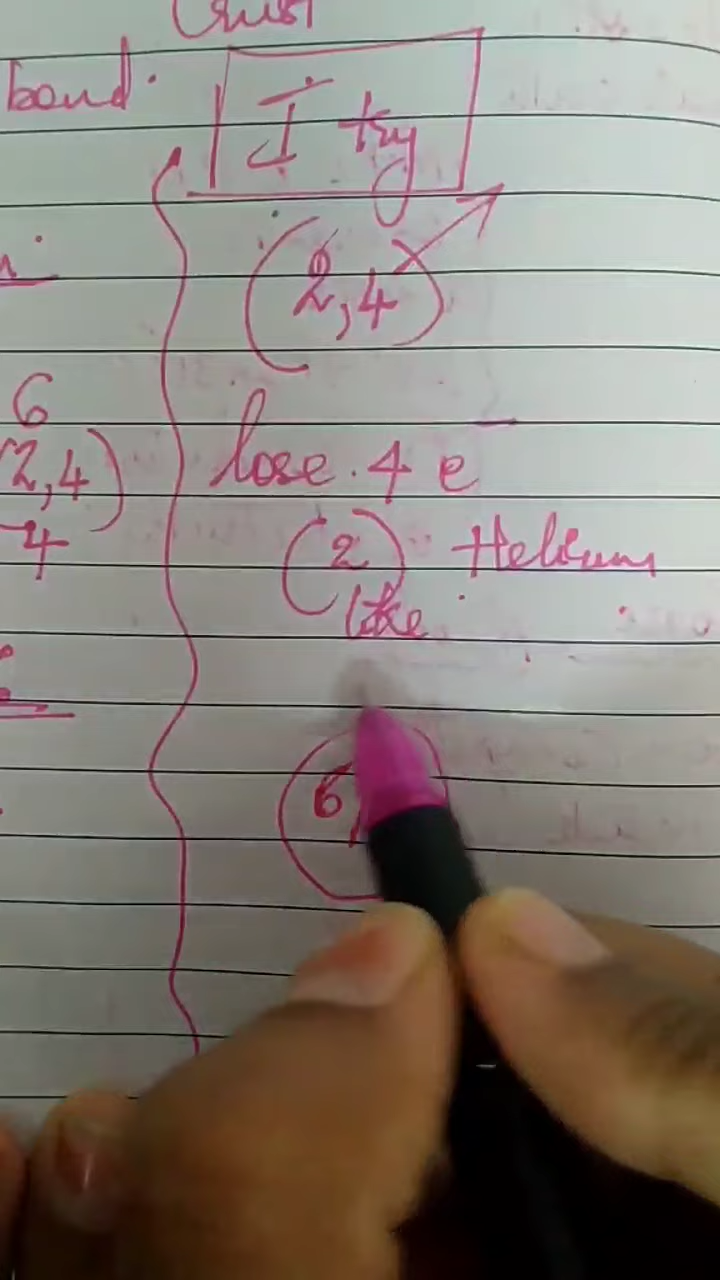 bond.
I try
(2,4)
6
(2,4)
4
lose. 4 e⁻
(2) Helium
like
6